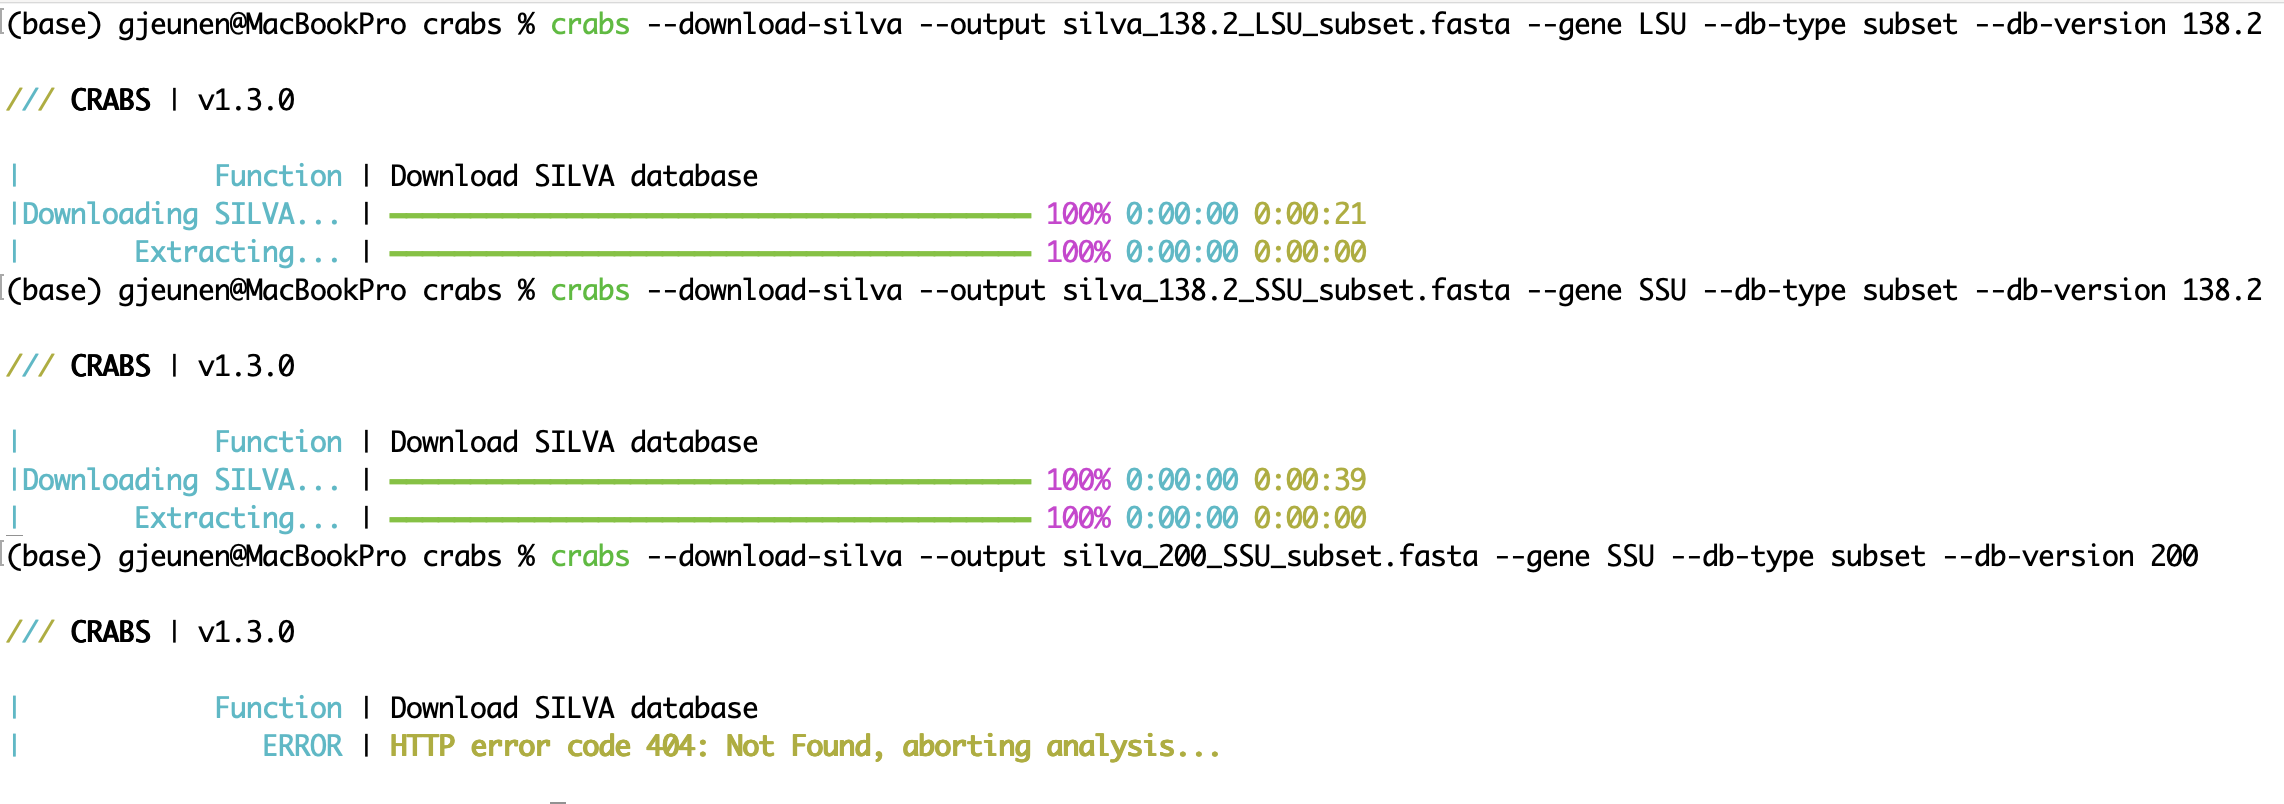 (base) gjeunen@MacBookPro crabs % crabs --download-silva --output silva_138.2_LSU_subset.fasta --gene LSU --db-type subset --db-version 138.2
/// CRABS | v1.3.0
| Function | Download SILVA database
|Downloading SILVA... | 100% 0:00:00 0:00:21
| Extracting... | 100% 0:00:00 0:00:00
(base) gjeunen@MacBookPro crabs % crabs --download-silva --output silva_138.2_SSU_subset.fasta --gene SSU --db-type subset --db-version 138.2
/// CRABS | v1.3.0
| Function | Download SILVA database
|Downloading SILVA... | 100% 0:00:00 0:00:39
| Extracting... | 100% 0:00:00 0:00:00
(base) gjeunen@MacBookPro crabs % crabs --download-silva --output silva_200_SSU_subset.fasta --gene SSU --db-type subset --db-version 200
/// CRABS | v1.3.0
| Function | Download SILVA database
| ERROR | HTTP error code 404: Not Found, aborting analysis...